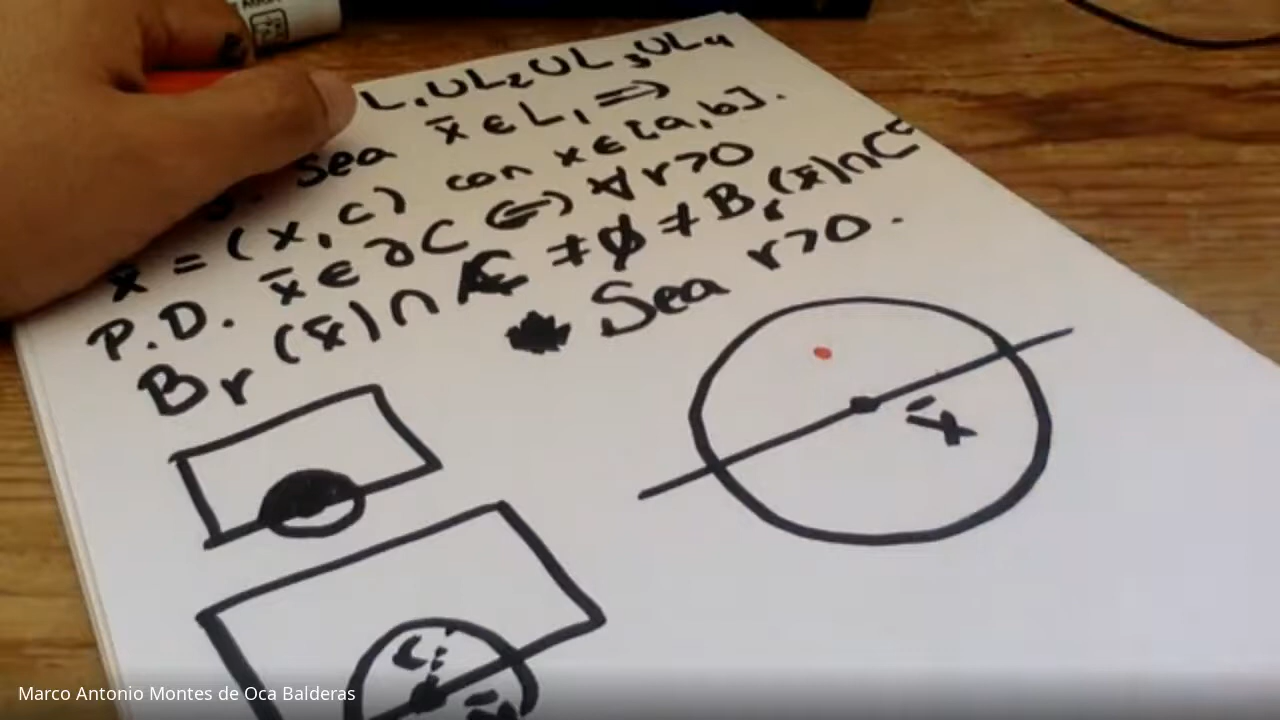 L₁∪L₂∪L₃∪L₄
Sea x̄ ∈ L₁ ⇒
x̄ = (x, c) con x ∈ [a, b].
P.D. x̄ ∈ ∂C ⇔ ∀ r>0
Br(x̄) ∩ C ≠ ∅ ≠ Br(x̄) ∩ Cᶜ
Sea r>0.
x̄
C
Marco Antonio Montes de Oca Balderas